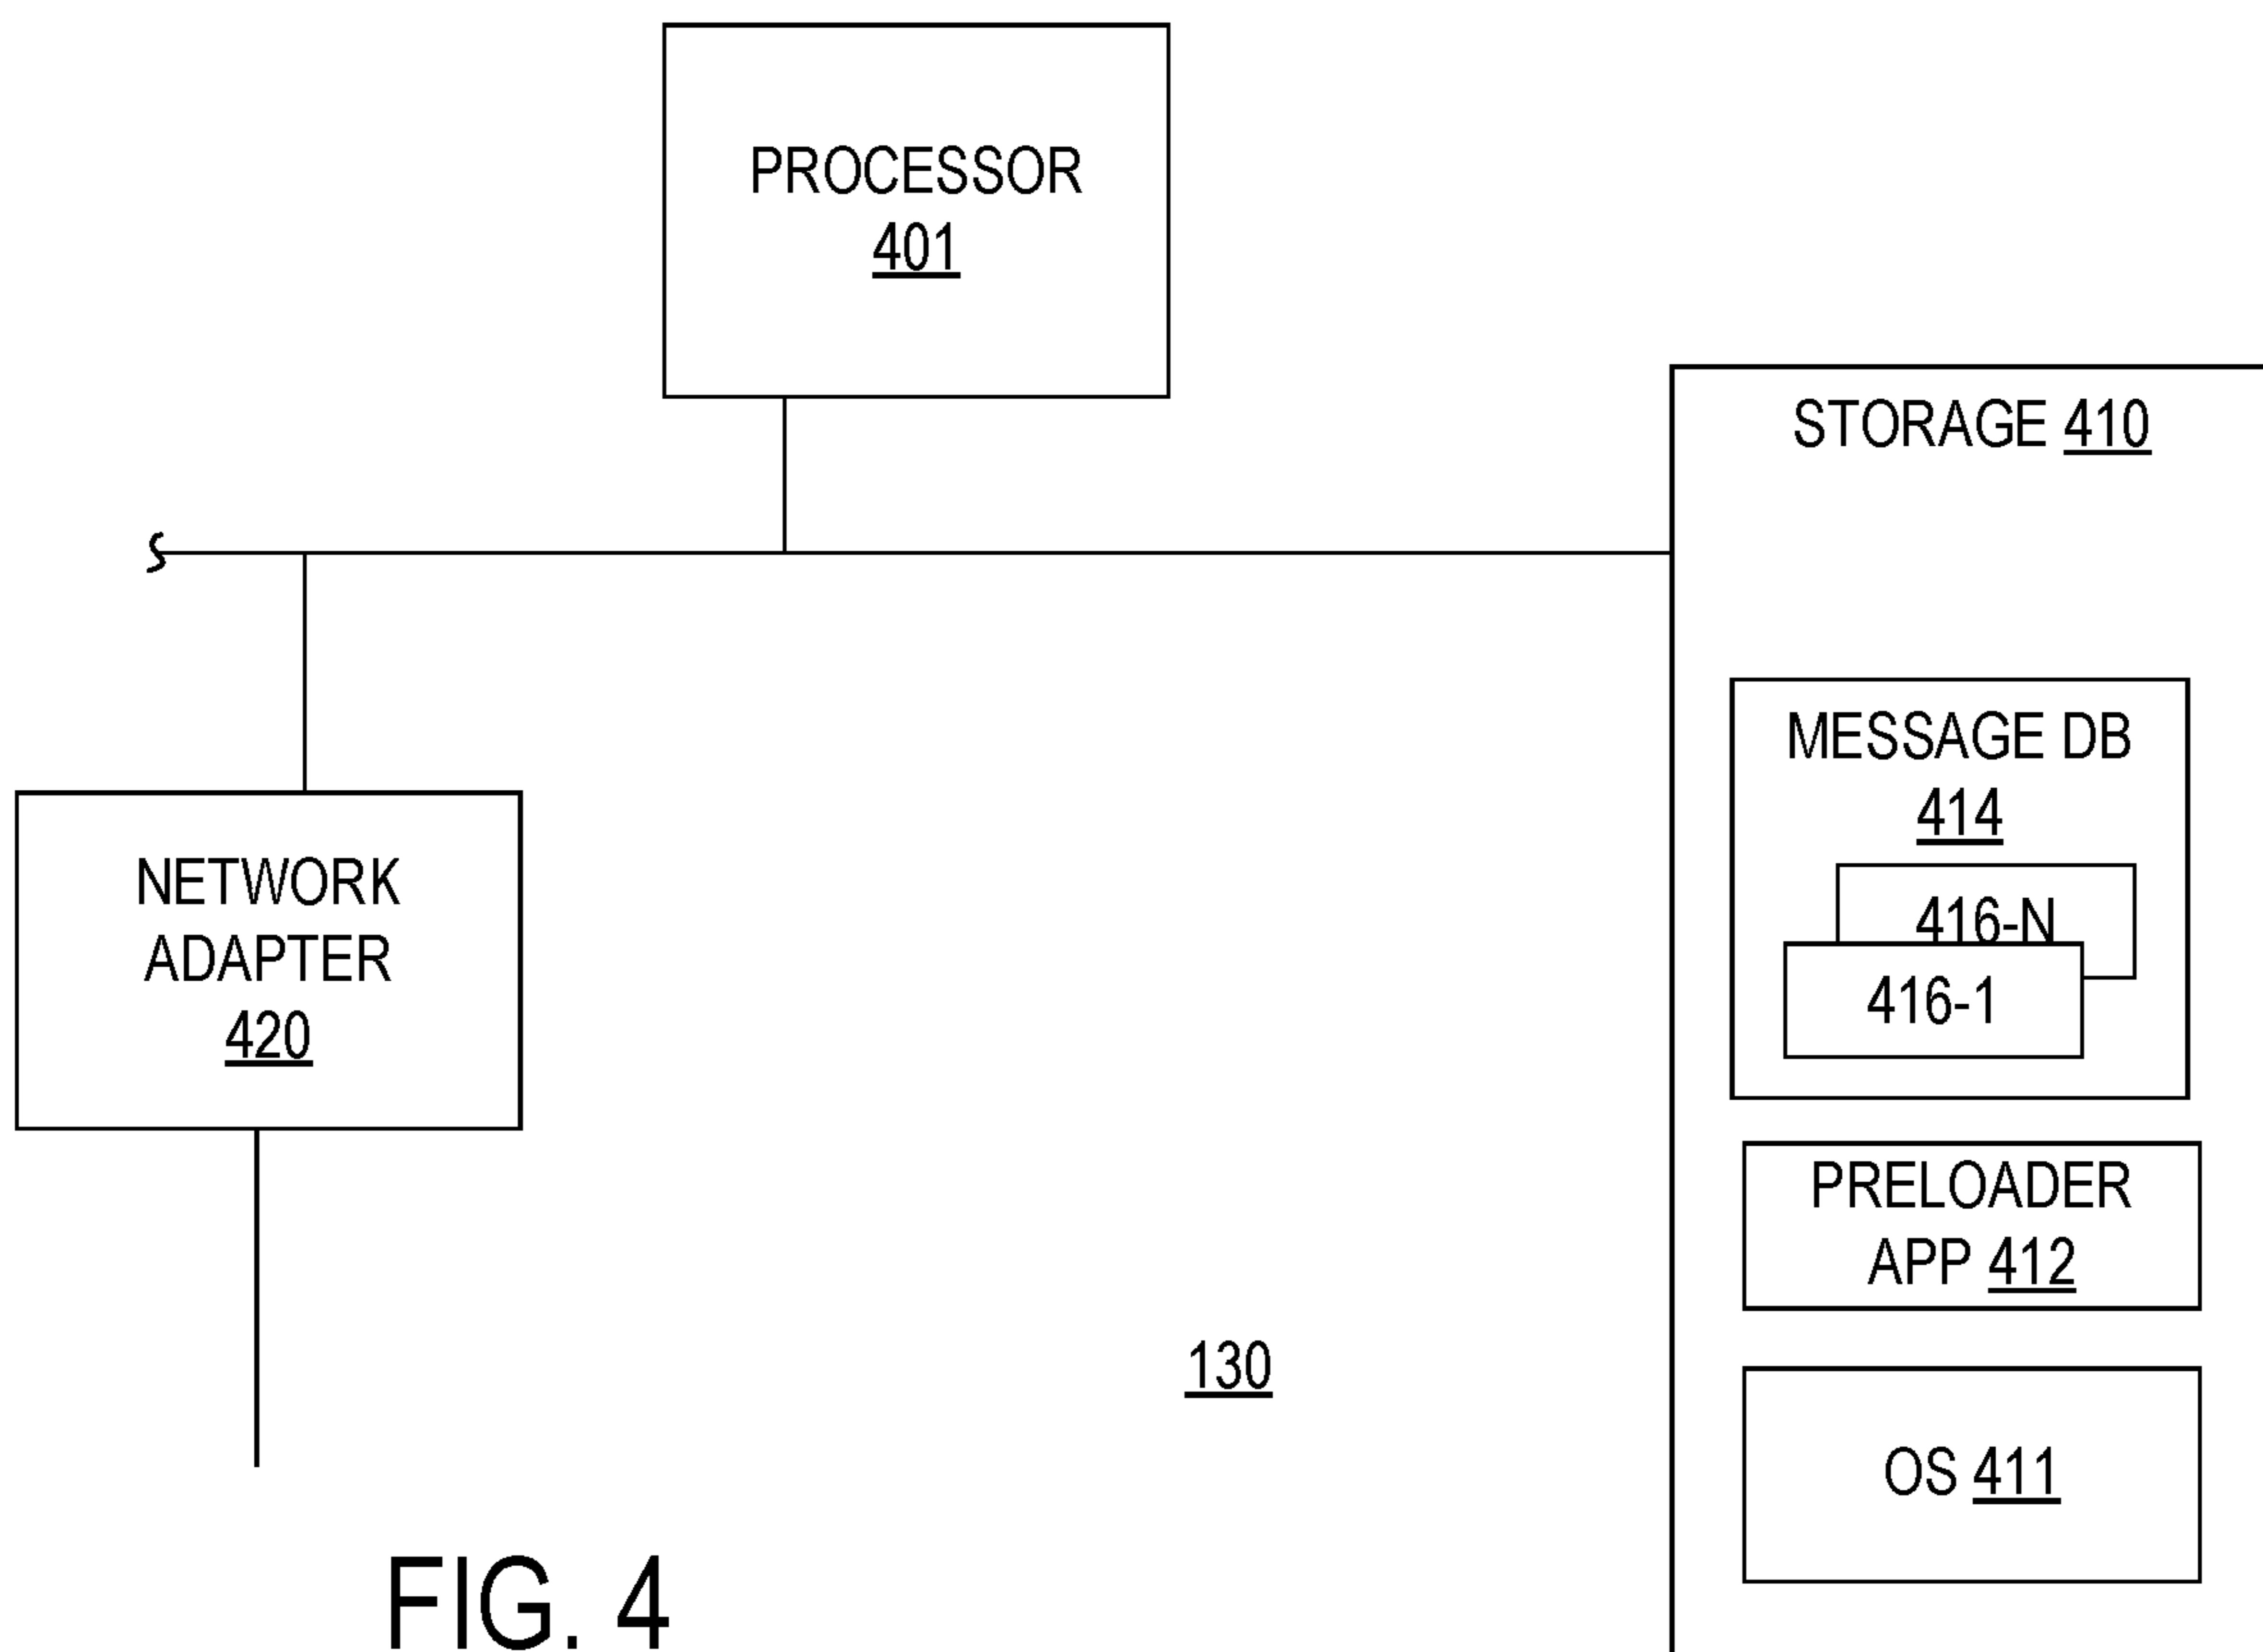 PROCESSOR
401
STORAGE 410
MESSAGE DB
414
416-N
416-1
NETWORK
ADAPTER
420
PRELOADER
APP 412
130
OS 411
FIG. 4